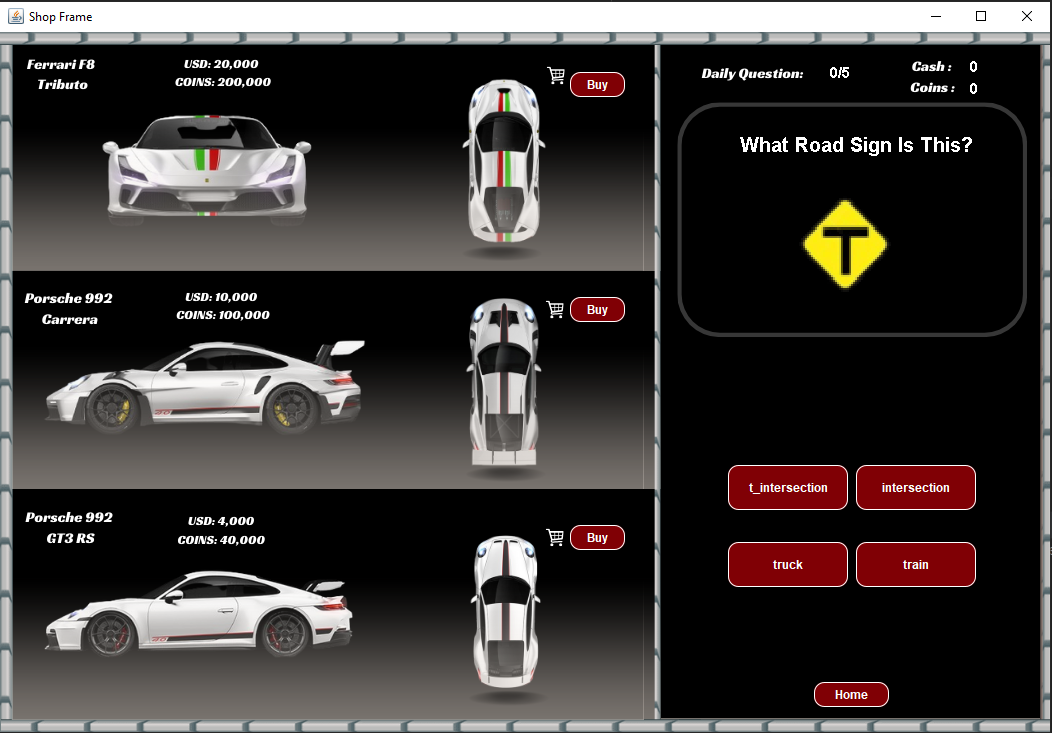 Shop Frame
Ferrari F8
Tributo
USD: 20,000
COINS: 200,000
Buy
Porsche 992
Carrera
USD: 10,000
COINS: 100,000
Buy
Porsche 992
GT3 RS
USD: 4,000
COINS: 40,000
Buy
Daily Question: 0/5
Cash : 0
Coins : 0
What Road Sign Is This?
T
t_intersection
intersection
truck
train
Home